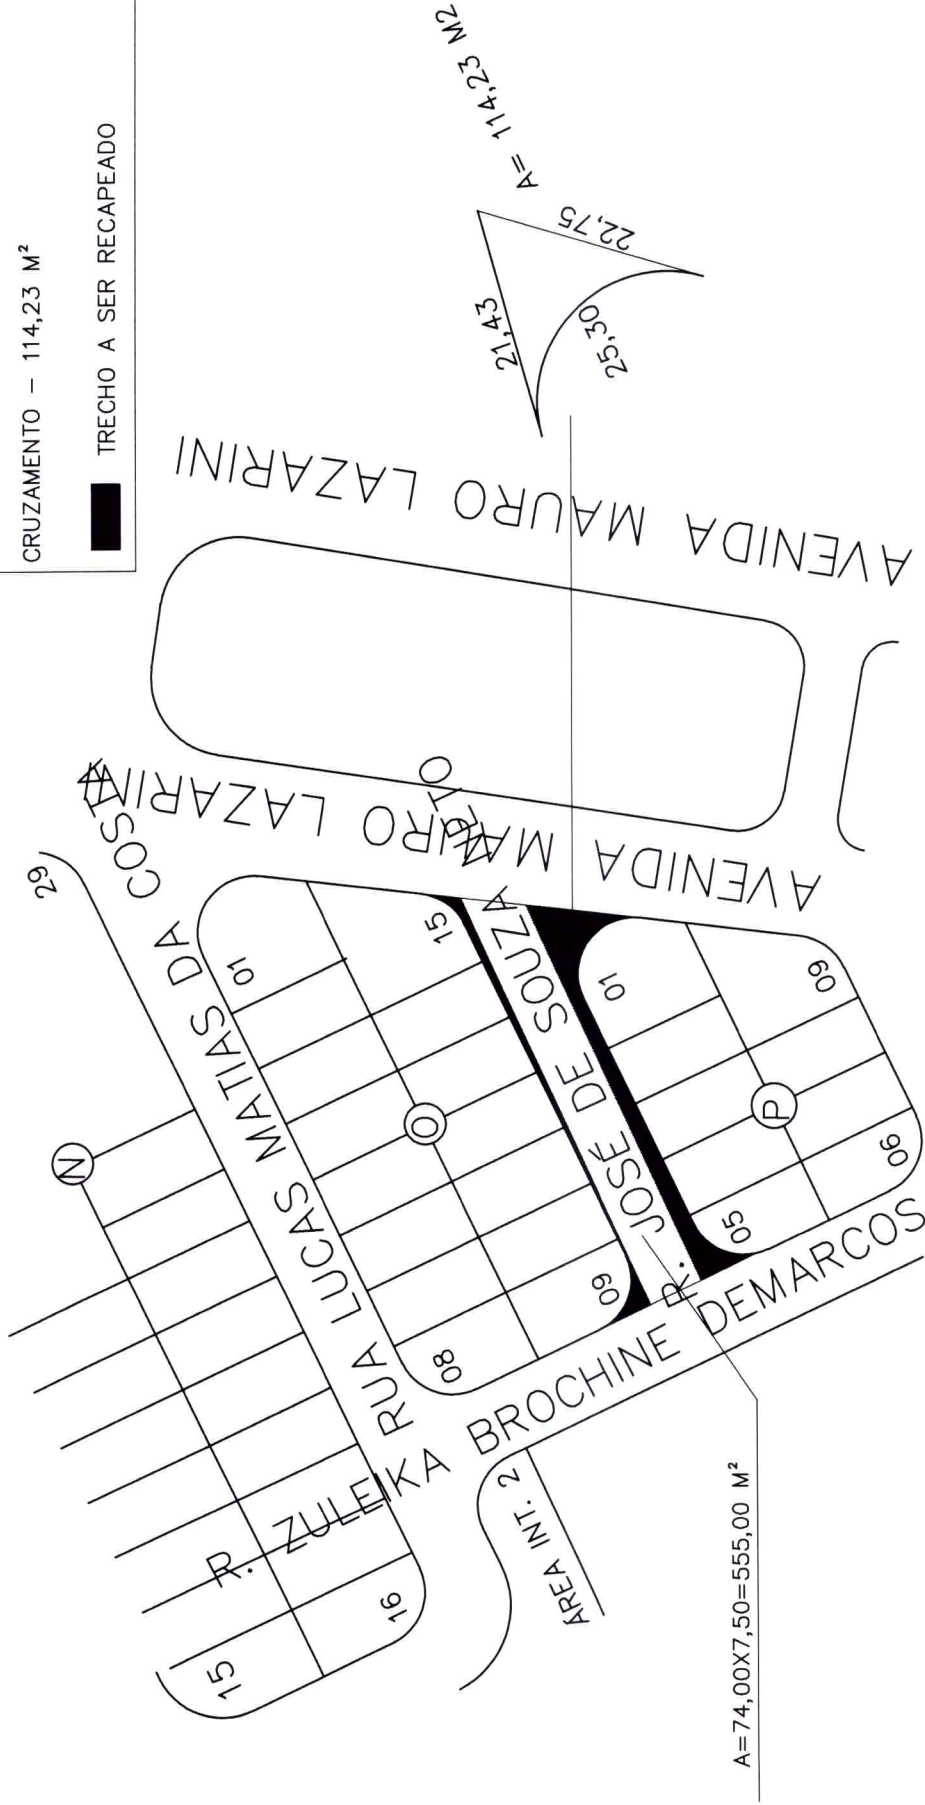 CRUZAMENTO - 114,23 M²
TRECHO A SER RECAPEADO
A= 114,23 M2
21,43
22,75
25,30
AVENIDA MAURO LAZARINI
AVENIDA MAURO LAZARINI
RUA LUCAS MATIAS DA COSTA
R. JOSÉ DE SOUZA
R. ZULEIKA BROCHINE DEMARCOS
ÁREA INT. 2
A=74,00X7,50=555,00 M²
N
29
15
16
O
01
15
08
09
P
01
09
05
06